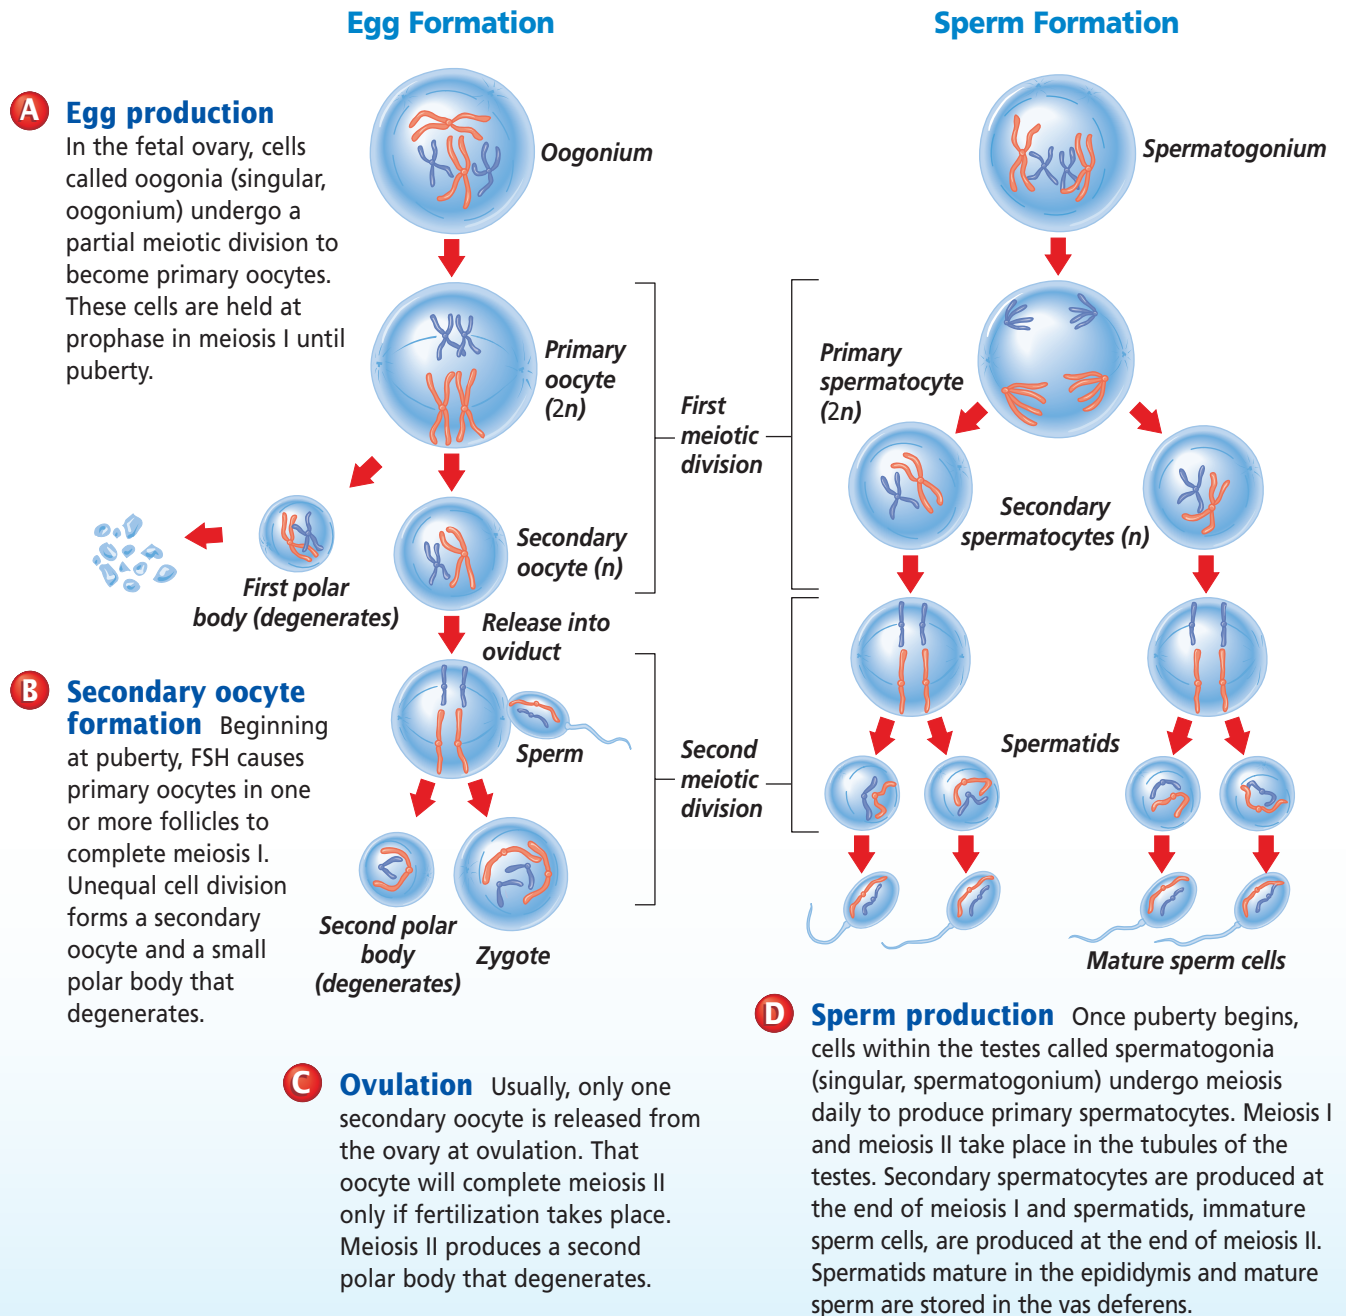 Egg Formation
Sperm Formation
A Egg production
In the fetal ovary, cells
called oogonia (singular,
oogonium) undergo a
partial meiotic division to
become primary oocytes.
These cells are held at
prophase in meiosis I until
puberty.
Oogonium
Spermatogonium
Primary
oocyte
(2n)
First
meiotic
division
Primary
spermatocyte
(2n)
Secondary
oocyte (n)
Secondary
spermatocytes (n)
First polar
body (degenerates)
Release into
oviduct
B Secondary oocyte
formation Beginning
at puberty, FSH causes
primary oocytes in one
or more follicles to
complete meiosis I.
Unequal cell division
forms a secondary
oocyte and a small
polar body that
degenerates.
Sperm
Second
meiotic
division
Spermatids
Second polar
body
(degenerates)
Zygote
Mature sperm cells
C Ovulation Usually, only one
secondary oocyte is released from
the ovary at ovulation. That
oocyte will complete meiosis II
only if fertilization takes place.
Meiosis II produces a second
polar body that degenerates.
D Sperm production Once puberty begins,
cells within the testes called spermatogonia
(singular, spermatogonium) undergo meiosis
daily to produce primary spermatocytes. Meiosis I
and meiosis II take place in the tubules of the
testes. Secondary spermatocytes are produced at
the end of meiosis I and spermatids, immature
sperm cells, are produced at the end of meiosis II.
Spermatids mature in the epididymis and mature
sperm are stored in the vas deferens.